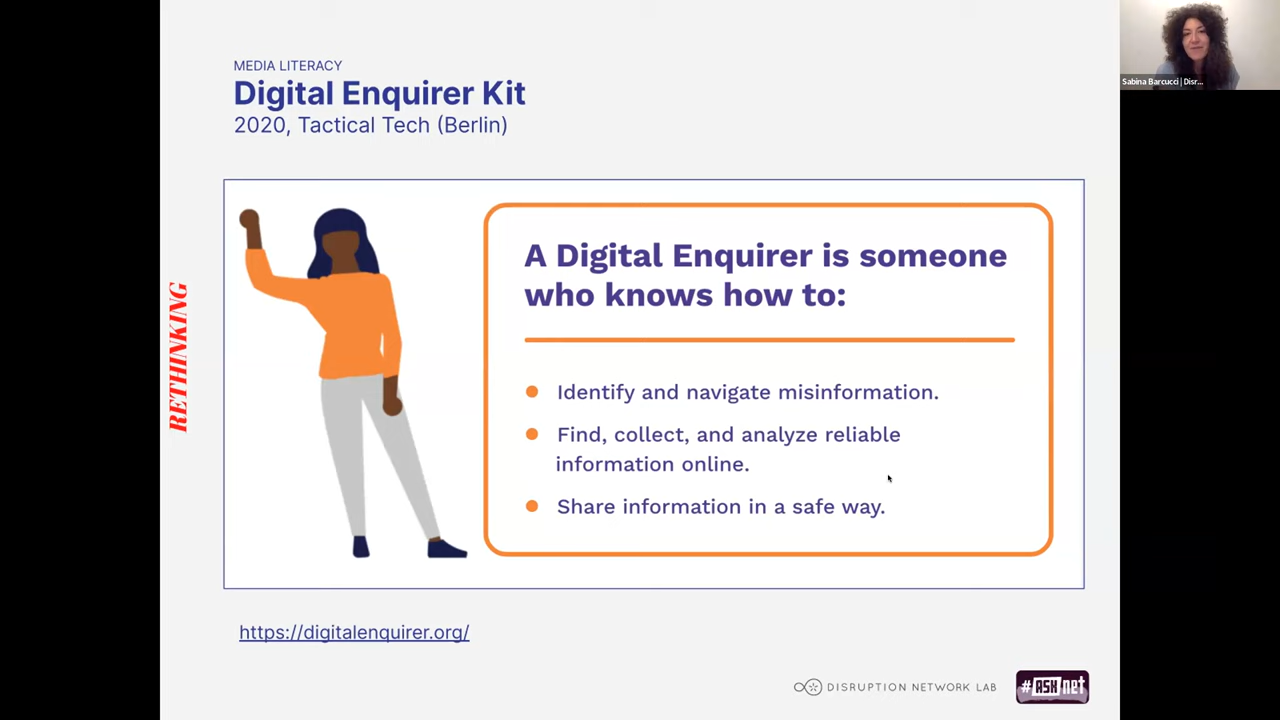 MEDIA LITERACY
Digital Enquirer Kit
2020, Tactical Tech (Berlin)
Sabina Barcucci | Disr...
RETHINKING
A Digital Enquirer is someone
who knows how to:
Identify and navigate misinformation.
Find, collect, and analyze reliable
information online.
Share information in a safe way.
https://digitalenquirer.org/
DISRUPTION NETWORK LAB
#ASKnet